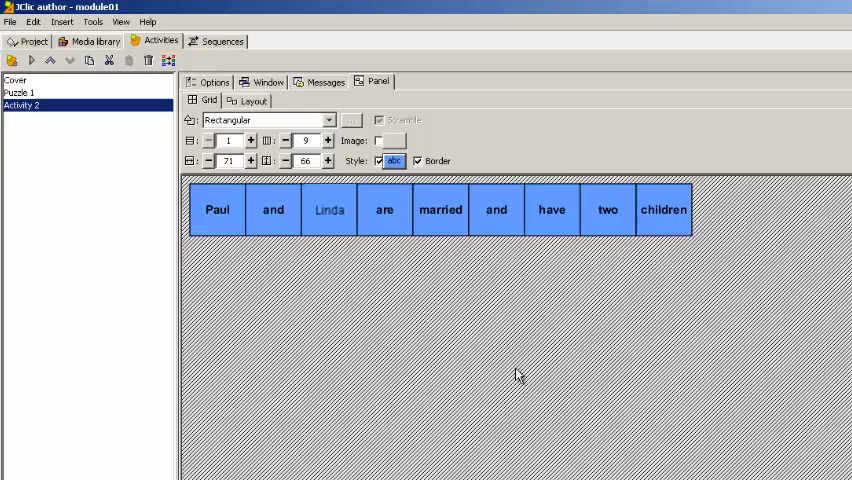 JClic author - module01
File Edit Insert Tools View Help
Project Media library Activities Sequences
Cover
Puzzle 1
Activity 2
Options Window Messages Panel
Grid Layout
Rectangular ... Scramble
1 9 Image:
71 66 Style: abc Border
Paul and Linda are married and have two children